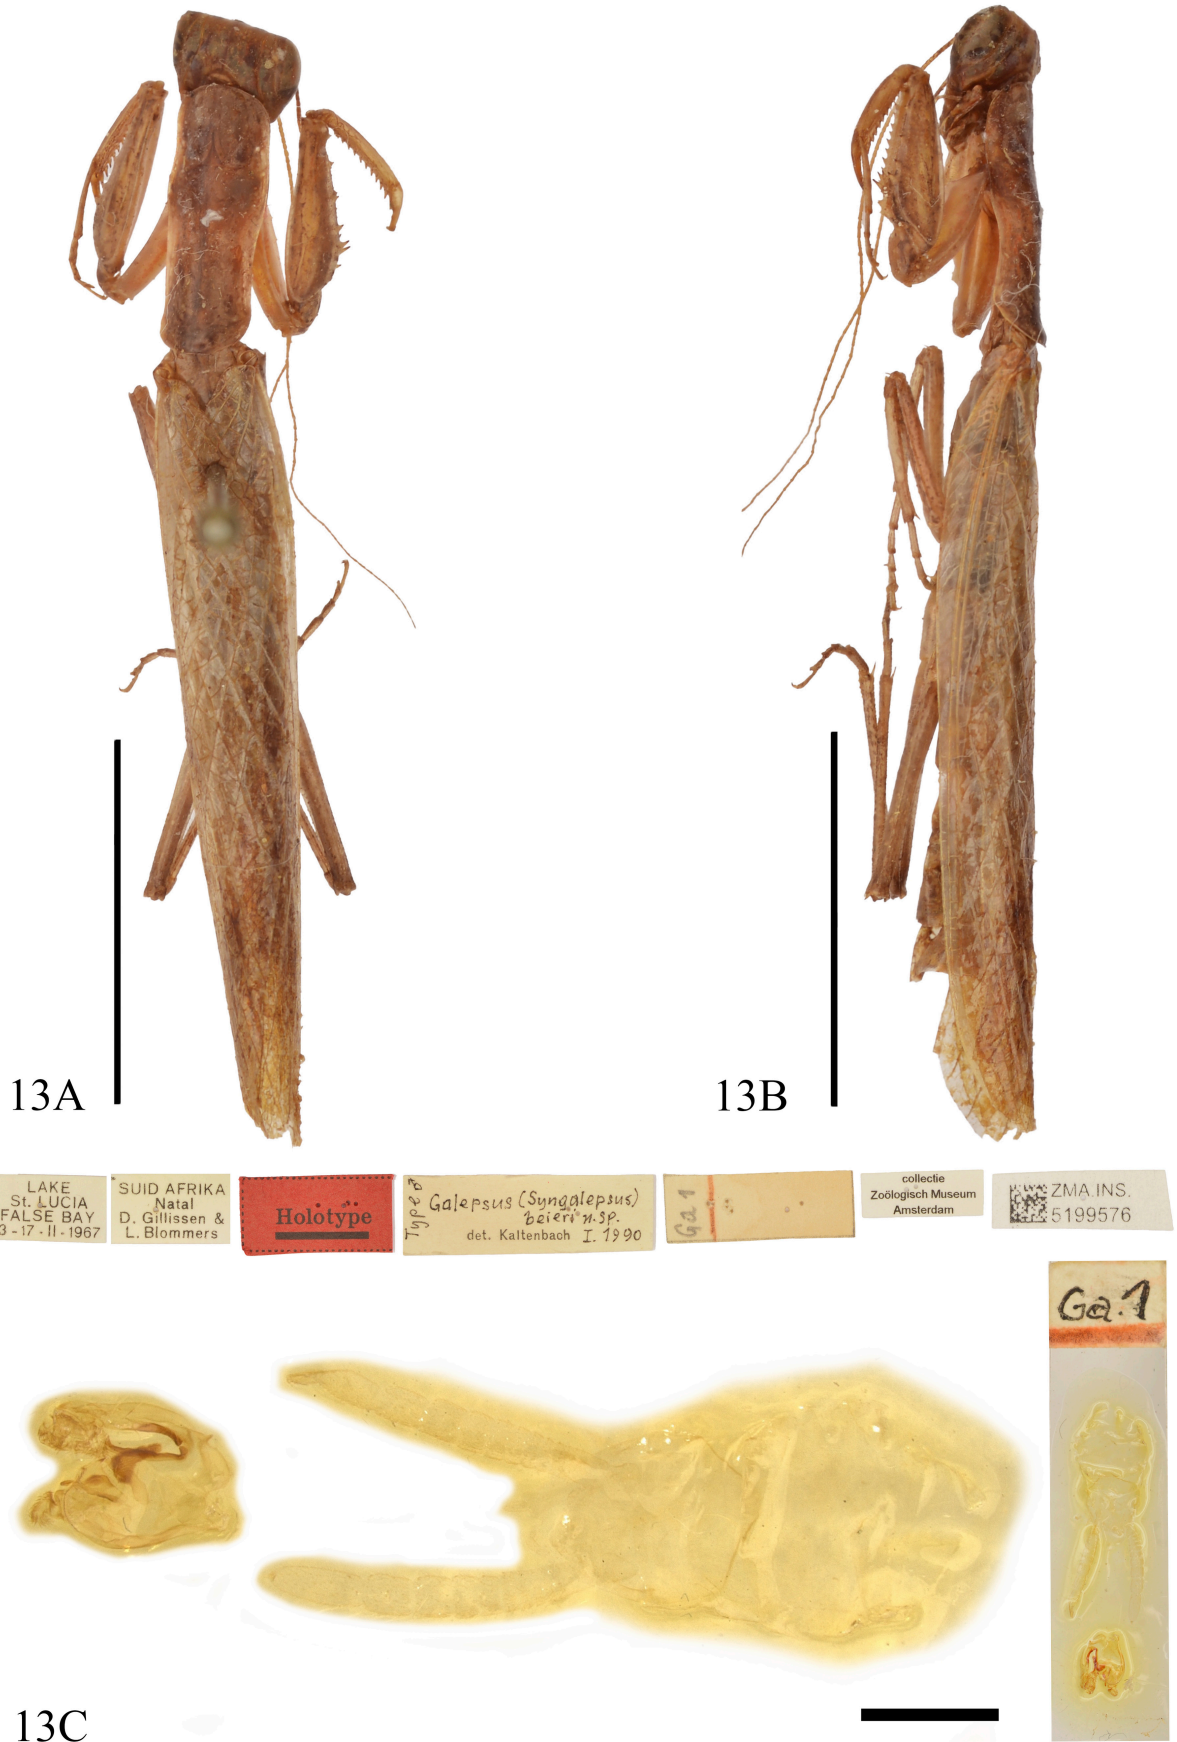 13A
13B
LAKE
St. LUCIA
FALSE BAY
3-17-II-1967
SUID AFRIKA
Natal
D. Gillissen &
L. Blommers
Holotype
Type ♂
Galepsus (Syngalepsus)
beieri n.sp.
det. Kaltenbach I. 1990
Ga 1
collectie
Zoölogisch Museum
Amsterdam
ZMA.INS.
5199576
Ga.1
13C